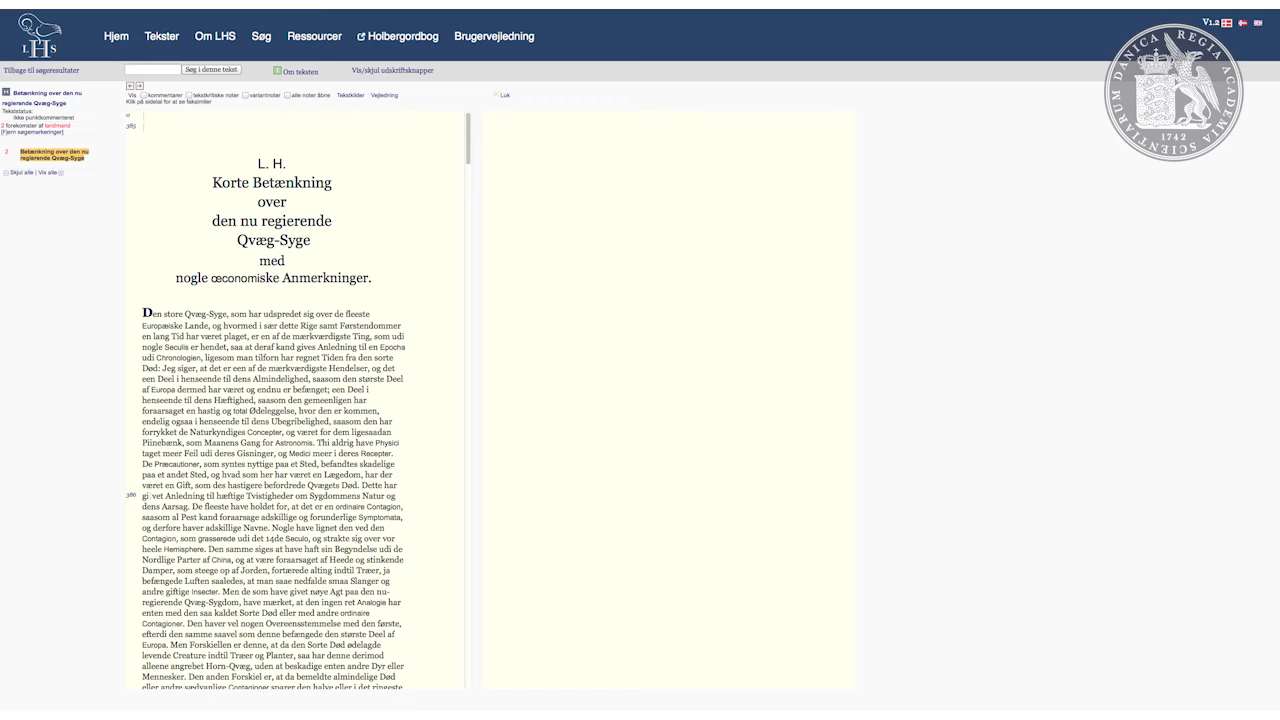 V1.2
LHS
Hjem Tekster Om LHS Søg Ressourcer Holbergordbog Brugervejledning
REGIA ACADEMIA SCIENTIARUM DANICA
1742
Tilbage til søgeresultater Søg i denne tekst i Om teksten Vis/skjul udskriftsknapper
H Betænkning over den nu regierende Qvæg-Syge
Tekststatus:
Ikke punktkommenteret
2 forekomster af landmand
[Fjern søgemarkeringer]
2 Betænkning over den nu regierende Qvæg-Syge
Skjul alle | Vis alle
Vis kommentarer tekstkritiske noter variantnoter alle noter åbne Tekstkilder Vejledning
Klik på sidetal for at se faksimiler
Luk
0
385
L. H.
Korte Betænkning
over
den nu regierende
Qvæg-Syge
med
nogle œconomiske Anmerkninger.
Den store Qvæg-Syge, som har udspredet sig over de fleeste
Europæiske Lande, og hvormed i sær dette Rige samt Førstendommer
en lang Tid har været plaget, er en af de mærkværdigste Ting, som udi
nogle Seculis er hendet, saa at deraf kand gives Anledning til en Epocha
udi Chronologien, ligesom man tilforn har regnet Tiden fra den sorte
Død: Jeg siger, at det er een af de mærkværdigste Hendelser, og det
een Deel i henseende til dens Almindelighed, saasom den største Deel
af Europa dermed har været og endnu er befænget; een Deel i
henseende til dens Hæftighed, saasom den gemeenligen har
foraarsaget en hastig og total Ødeleggelse, hvor den er kommen,
endelig ogsaa i henseende til dens Ubegribelighed, saasom den har
forrykket de Naturkyndiges Concepter, og været for dem ligesaadan
Piinebænk, som Maanens Gang for Astronomis. Thi aldrig have Physici
taget meer Feil udi deres Gisninger, og Medici meer i deres Recepter.
De Præcautioner, som syntes nyttige paa et Sted, befandtes skadelige
paa et andet Sted, og hvad som her har været en Lægedom, har der
været en Gift, som des hastigere befordrede Qvægets Død. Dette har
386 gi|vet Anledning til hæftige Tvistigheder om Sygdommens Natur og
dens Aarsag. De fleeste have holdet for, at det er en ordinaire Contagion,
saasom al Pest kand foraarsage adskillige og forunderlige Symptomata,
og derfore haver adskillige Navne. Nogle have lignet den ved den
Contagion, som grasserede udi det 14de Seculo, og strakte sig over vor
heele Hemisphere. Den samme siges at have haft sin Begyndelse udi de
Nordlige Parter af China, og at være foraarsaget af Heede og stinkende
Damper, som steege op af Jorden, fortærede alting indtil Træer, ja
befængede Luften saaledes, at man saae nedfalde smaa Slanger og
andre giftige Insecter. Men de som have givet nøye Agt paa den nu-
regierende Qvæg-Sygdom, have mærket, at den ingen ret Analogie har
enten med den saa kaldet Sorte Død eller med andre ordinaire
Contagioner. Den haver vel nogen Overeensstemmelse med den første,
efterdi den samme saavel som denne befængede den største Deel af
Europa. Men Forskiellen er denne, at da den Sorte Død ødelagde
levende Creature indtil Træer og Planter, saa har denne derimod
alleene angrebet Horn-Qvæg, uden at beskadige enten andre Dyr eller
Mennesker. Den anden Forskiel er, at da bemeldte almindelige Død
eller andre sædvanlige Contagioner sparer den halve eller i det ringeste